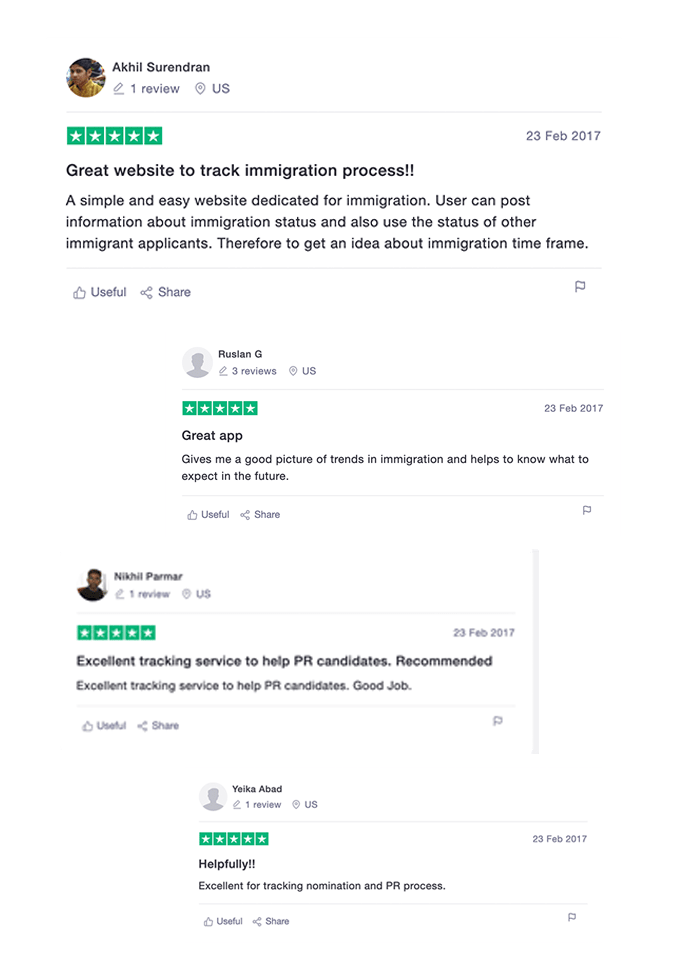 Akhil Surendran
1 review US
23 Feb 2017
Great website to track immigration process!!
A simple and easy website dedicated for immigration. User can post
information about immigration status and also use the status of other
immigrant applicants. Therefore to get an idea about immigration time frame.
Useful Share
Ruslan G
3 reviews US
23 Feb 2017
Great app
Gives me a good picture of trends in immigration and helps to know what to
expect in the future.
Useful Share
Nikhil Parmar
1 review US
23 Feb 2017
Excellent tracking service to help PR candidates. Recommended
Excellent tracking service to help PR candidates. Good Job.
Useful Share
Yeika Abad
1 review US
23 Feb 2017
Helpfully!!
Excellent for tracking nomination and PR process.
Useful Share